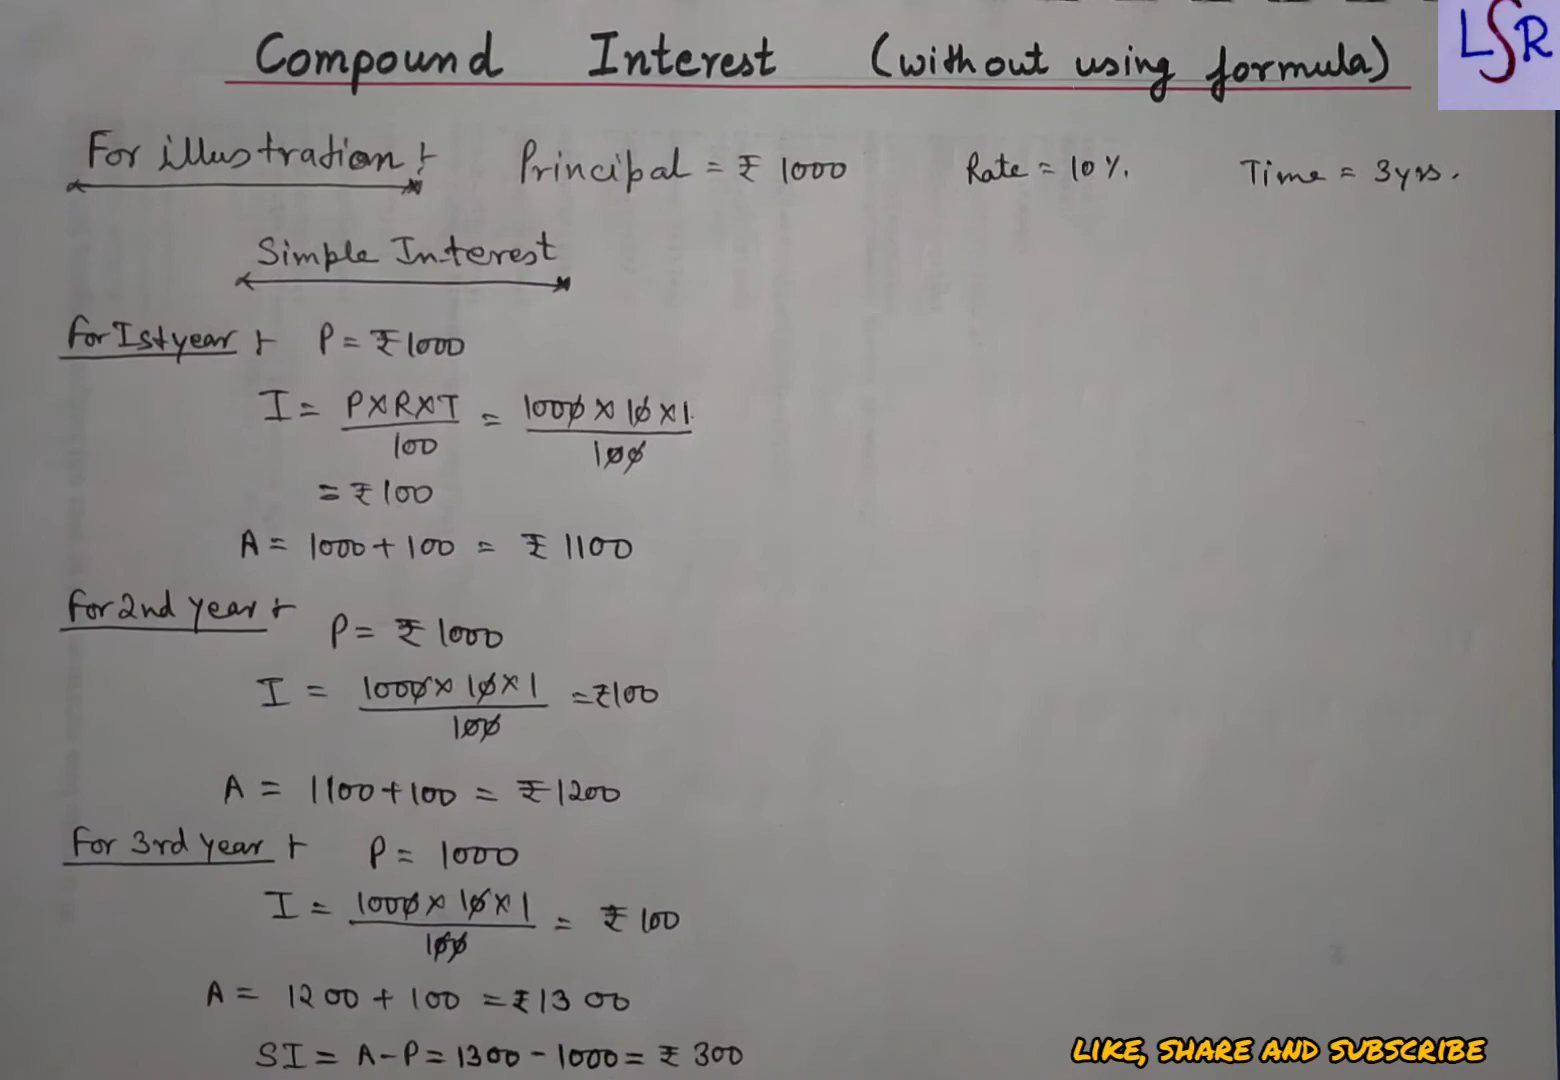 Compound Interest (without using formula)
LSR
For illustration :- Principal = ₹ 1000 Rate = 10%. Time = 3yrs.
Simple Interest
For Ist year :- P = ₹1000
I = P×R×T/100 = 1000 × 10 ×1/100
= ₹100
A = 1000 + 100 = ₹ 1100
For 2nd year :-
P = ₹ 1000
I = 1000× 10×1/100 = ₹100
A = 1100+100 = ₹1200
For 3rd year :- P = 1000
I = 1000× 10×1/100 = ₹ 100
A = 1200 + 100 = ₹1300
SI = A-P = 1300 - 1000 = ₹ 300
LIKE, SHARE AND SUBSCRIBE